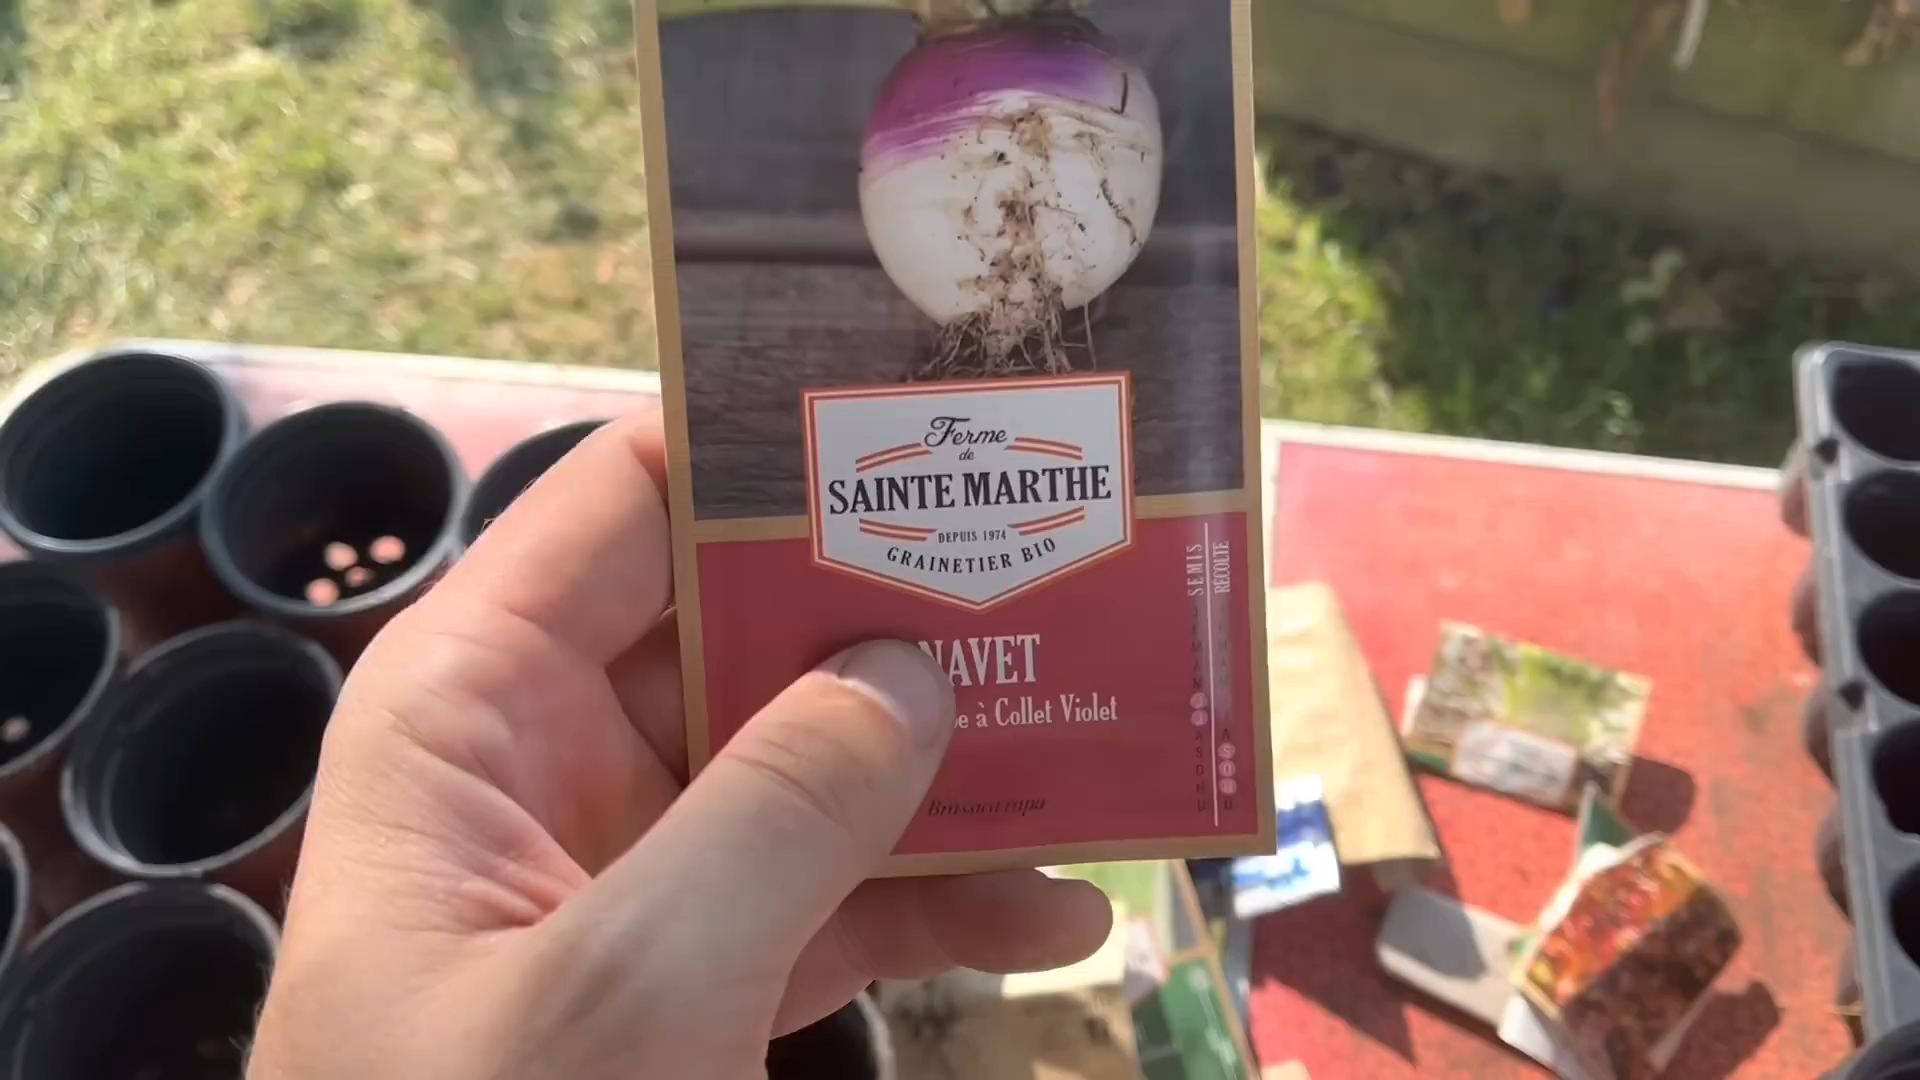 Ferme
de
SAINTE MARTHE
DEPUIS 1974
GRAINETIER BIO
NAVET
à Collet Violet
Brassica rapa
SEMIS
RÉCOLTE